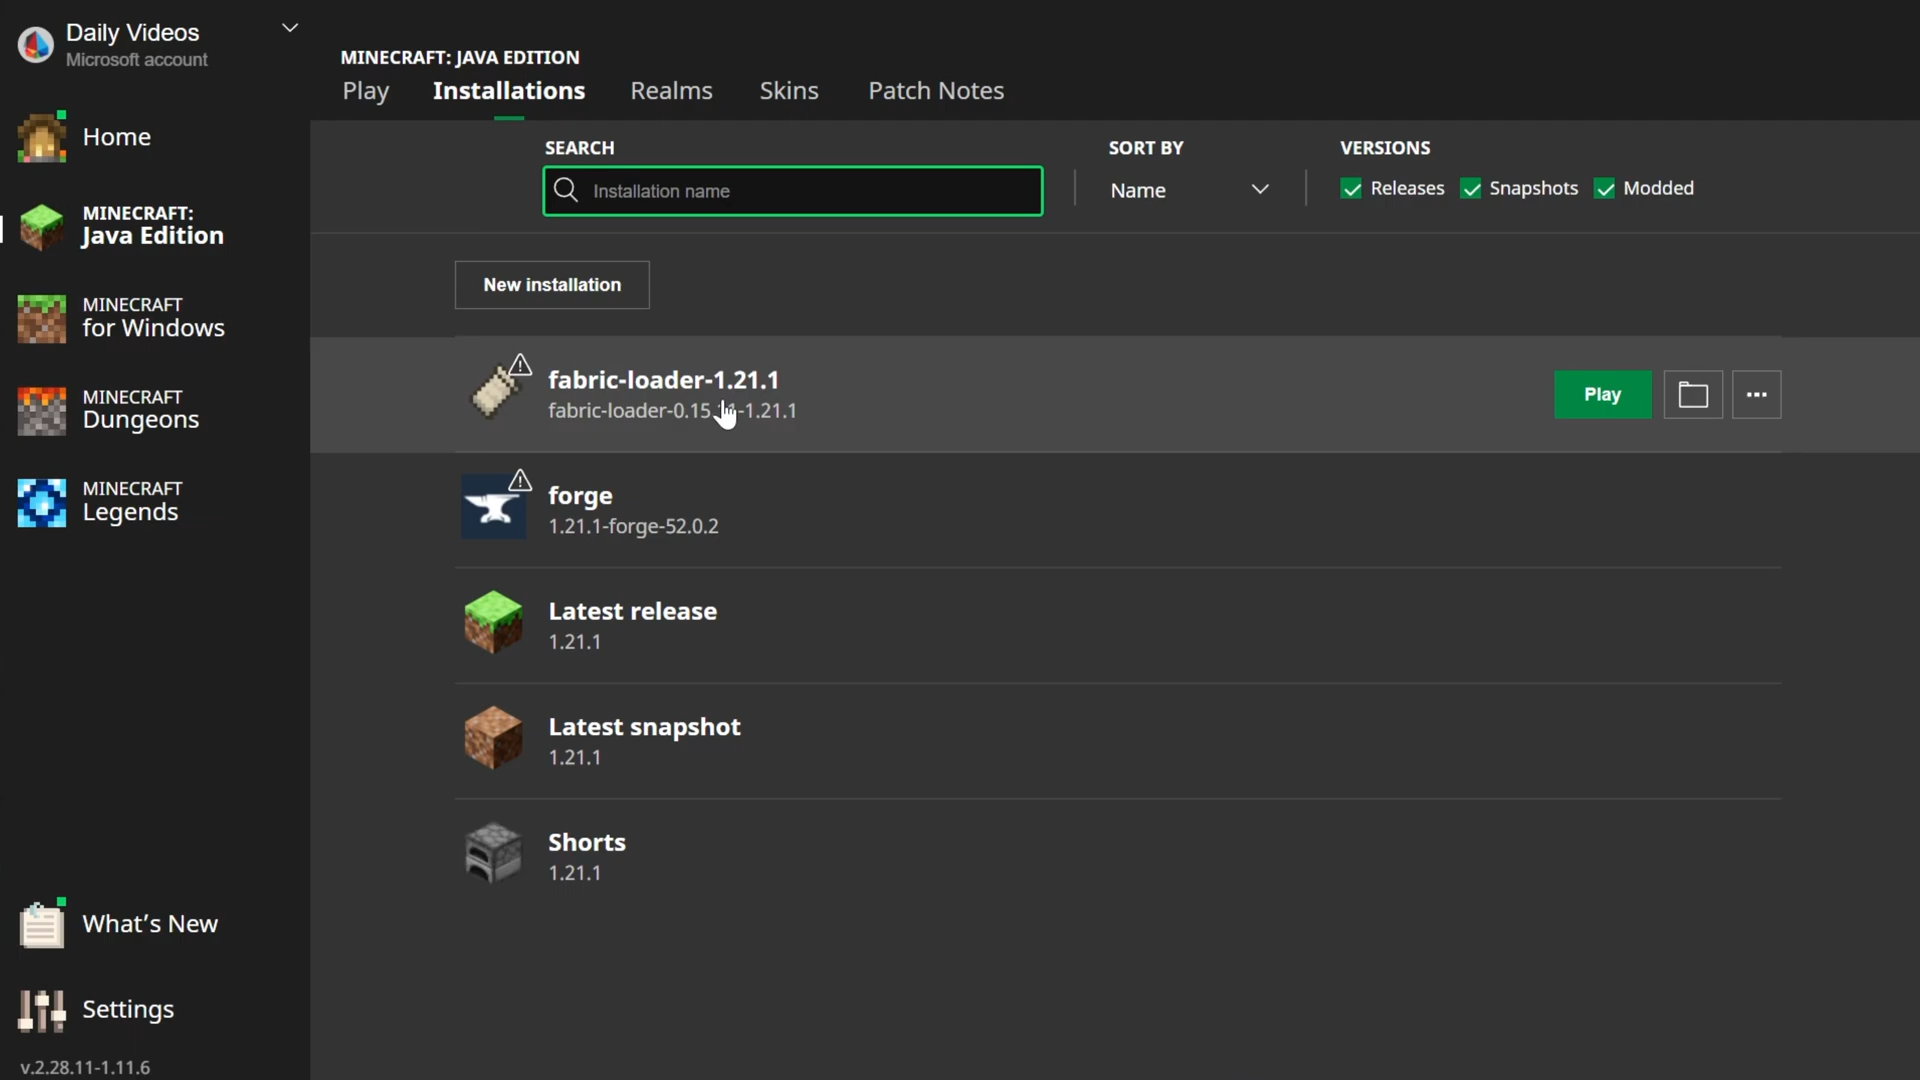 Daily Videos
Microsoft account
Home
MINECRAFT:
Java Edition
MINECRAFT
for Windows
MINECRAFT
Dungeons
MINECRAFT
Legends
What's New
Settings
v.2.28.11-1.11.6
MINECRAFT: JAVA EDITION
Play Installations Realms Skins Patch Notes
SEARCH SORT BY VERSIONS
Installation name Name Releases Snapshots Modded
New installation
fabric-loader-1.21.1
Play
forge
1.21.1-forge-52.0.2
Latest release
1.21.1
Latest snapshot
1.21.1
Shorts
1.21.1